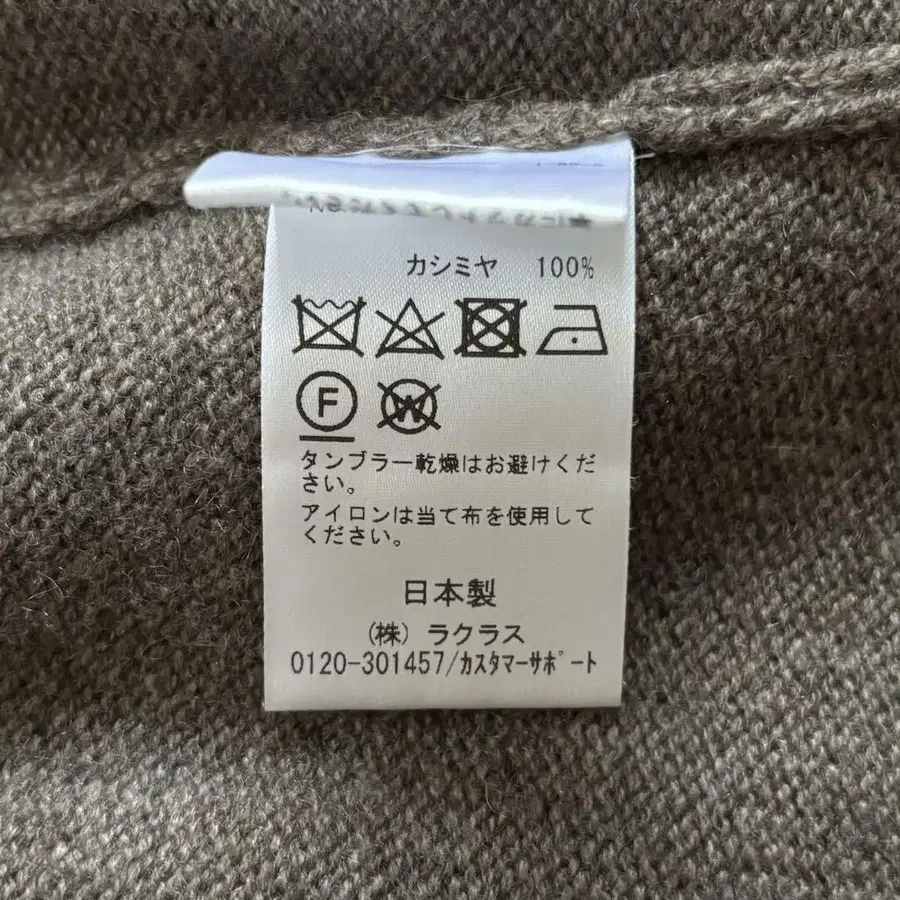 カシミヤ 100%
F
W
タンブラー乾燥はお避けくだ
さい。
アイロンは当て布を使用して
ください。
日本製
(株) ラクラス
0120-301457/ｶｽﾀﾏｰｻﾎﾟｰﾄ